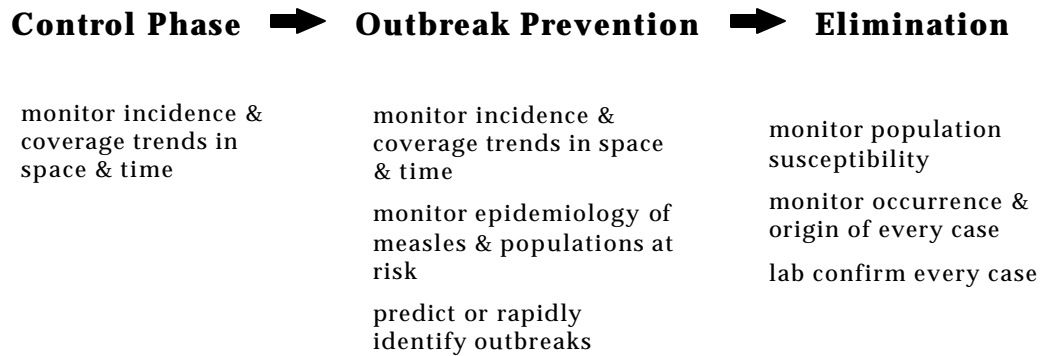 Control Phase
Outbreak Prevention
Elimination
monitor incidence &
coverage trends in
space & time
monitor incidence &
coverage trends in space
& time
monitor epidemiology of
measles & populations at
risk
predict or rapidly
identify outbreaks
monitor population
susceptibility
monitor occurrence &
origin of every case
lab confirm every case